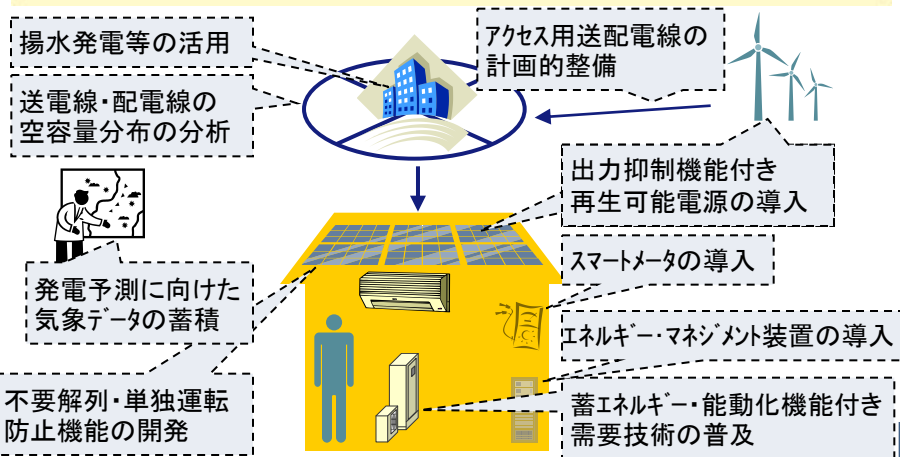 揚水発電等の活用
アクセス用送配電線の
計画的整備
送電線・配電線の
空容量分布の分析
出力抑制機能付き
再生可能電源の導入
スマートメータの導入
発電予測に向けた
気象データの蓄積
エネルギー・マネジメント装置の導入
不要解列・単独運転
防止機能の開発
蓄エネルギー・能動化機能付き
需要技術の普及